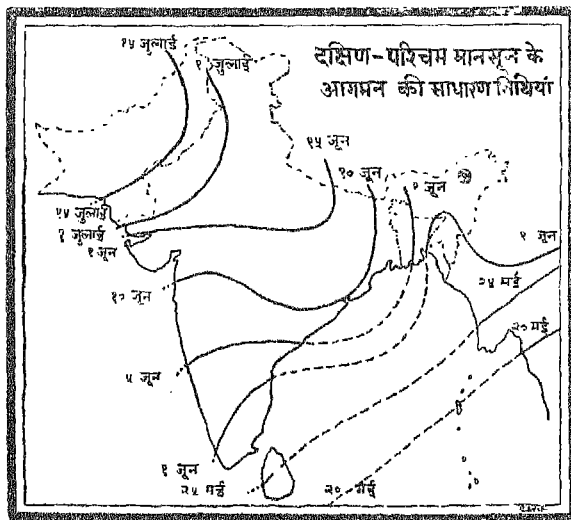 दक्षिण-पश्चिम मानसून के
आगमन की साधारण तिथियां
१५ जुलाई
१ जुलाई
१५ जून
१० जून
५ जून
१ जून
२५ मई
२० मई
१५ जुलाई
१ जुलाई
१ जून
१० जून
५ जून
१ जून
२५ मई
२० मई